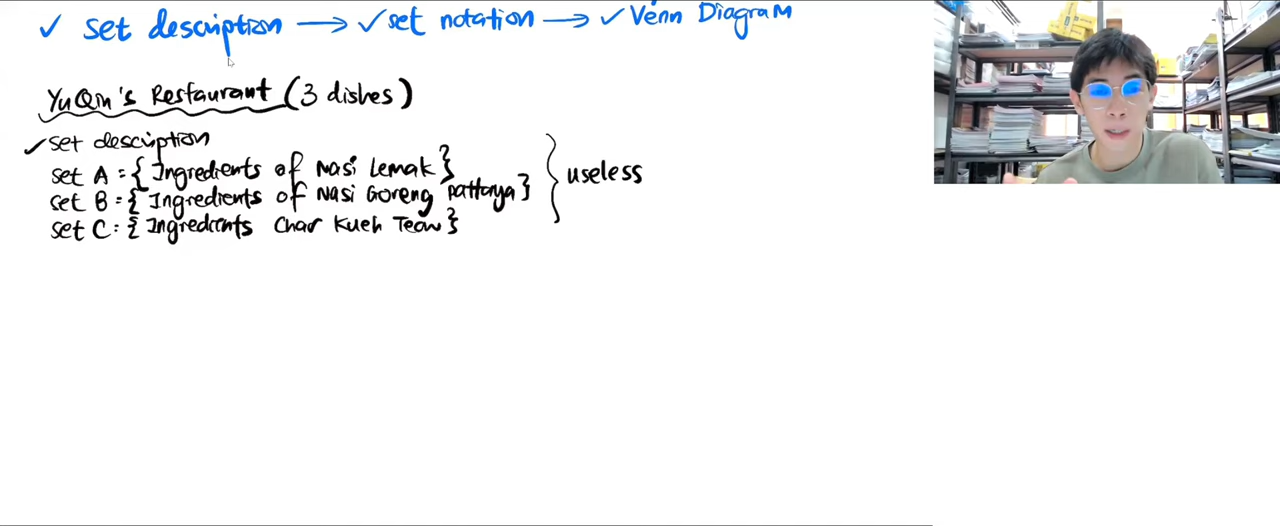 ✓ set description → ✓ set notation → ✓ Venn Diagram
YuQin's Restaurant (3 dishes)
✓ set description
set A = { Ingredients of Nasi Lemak }
set B = { Ingredients of Nasi Goreng Pattaya }
set C = { Ingredients Char Kueh Teow }
} useless